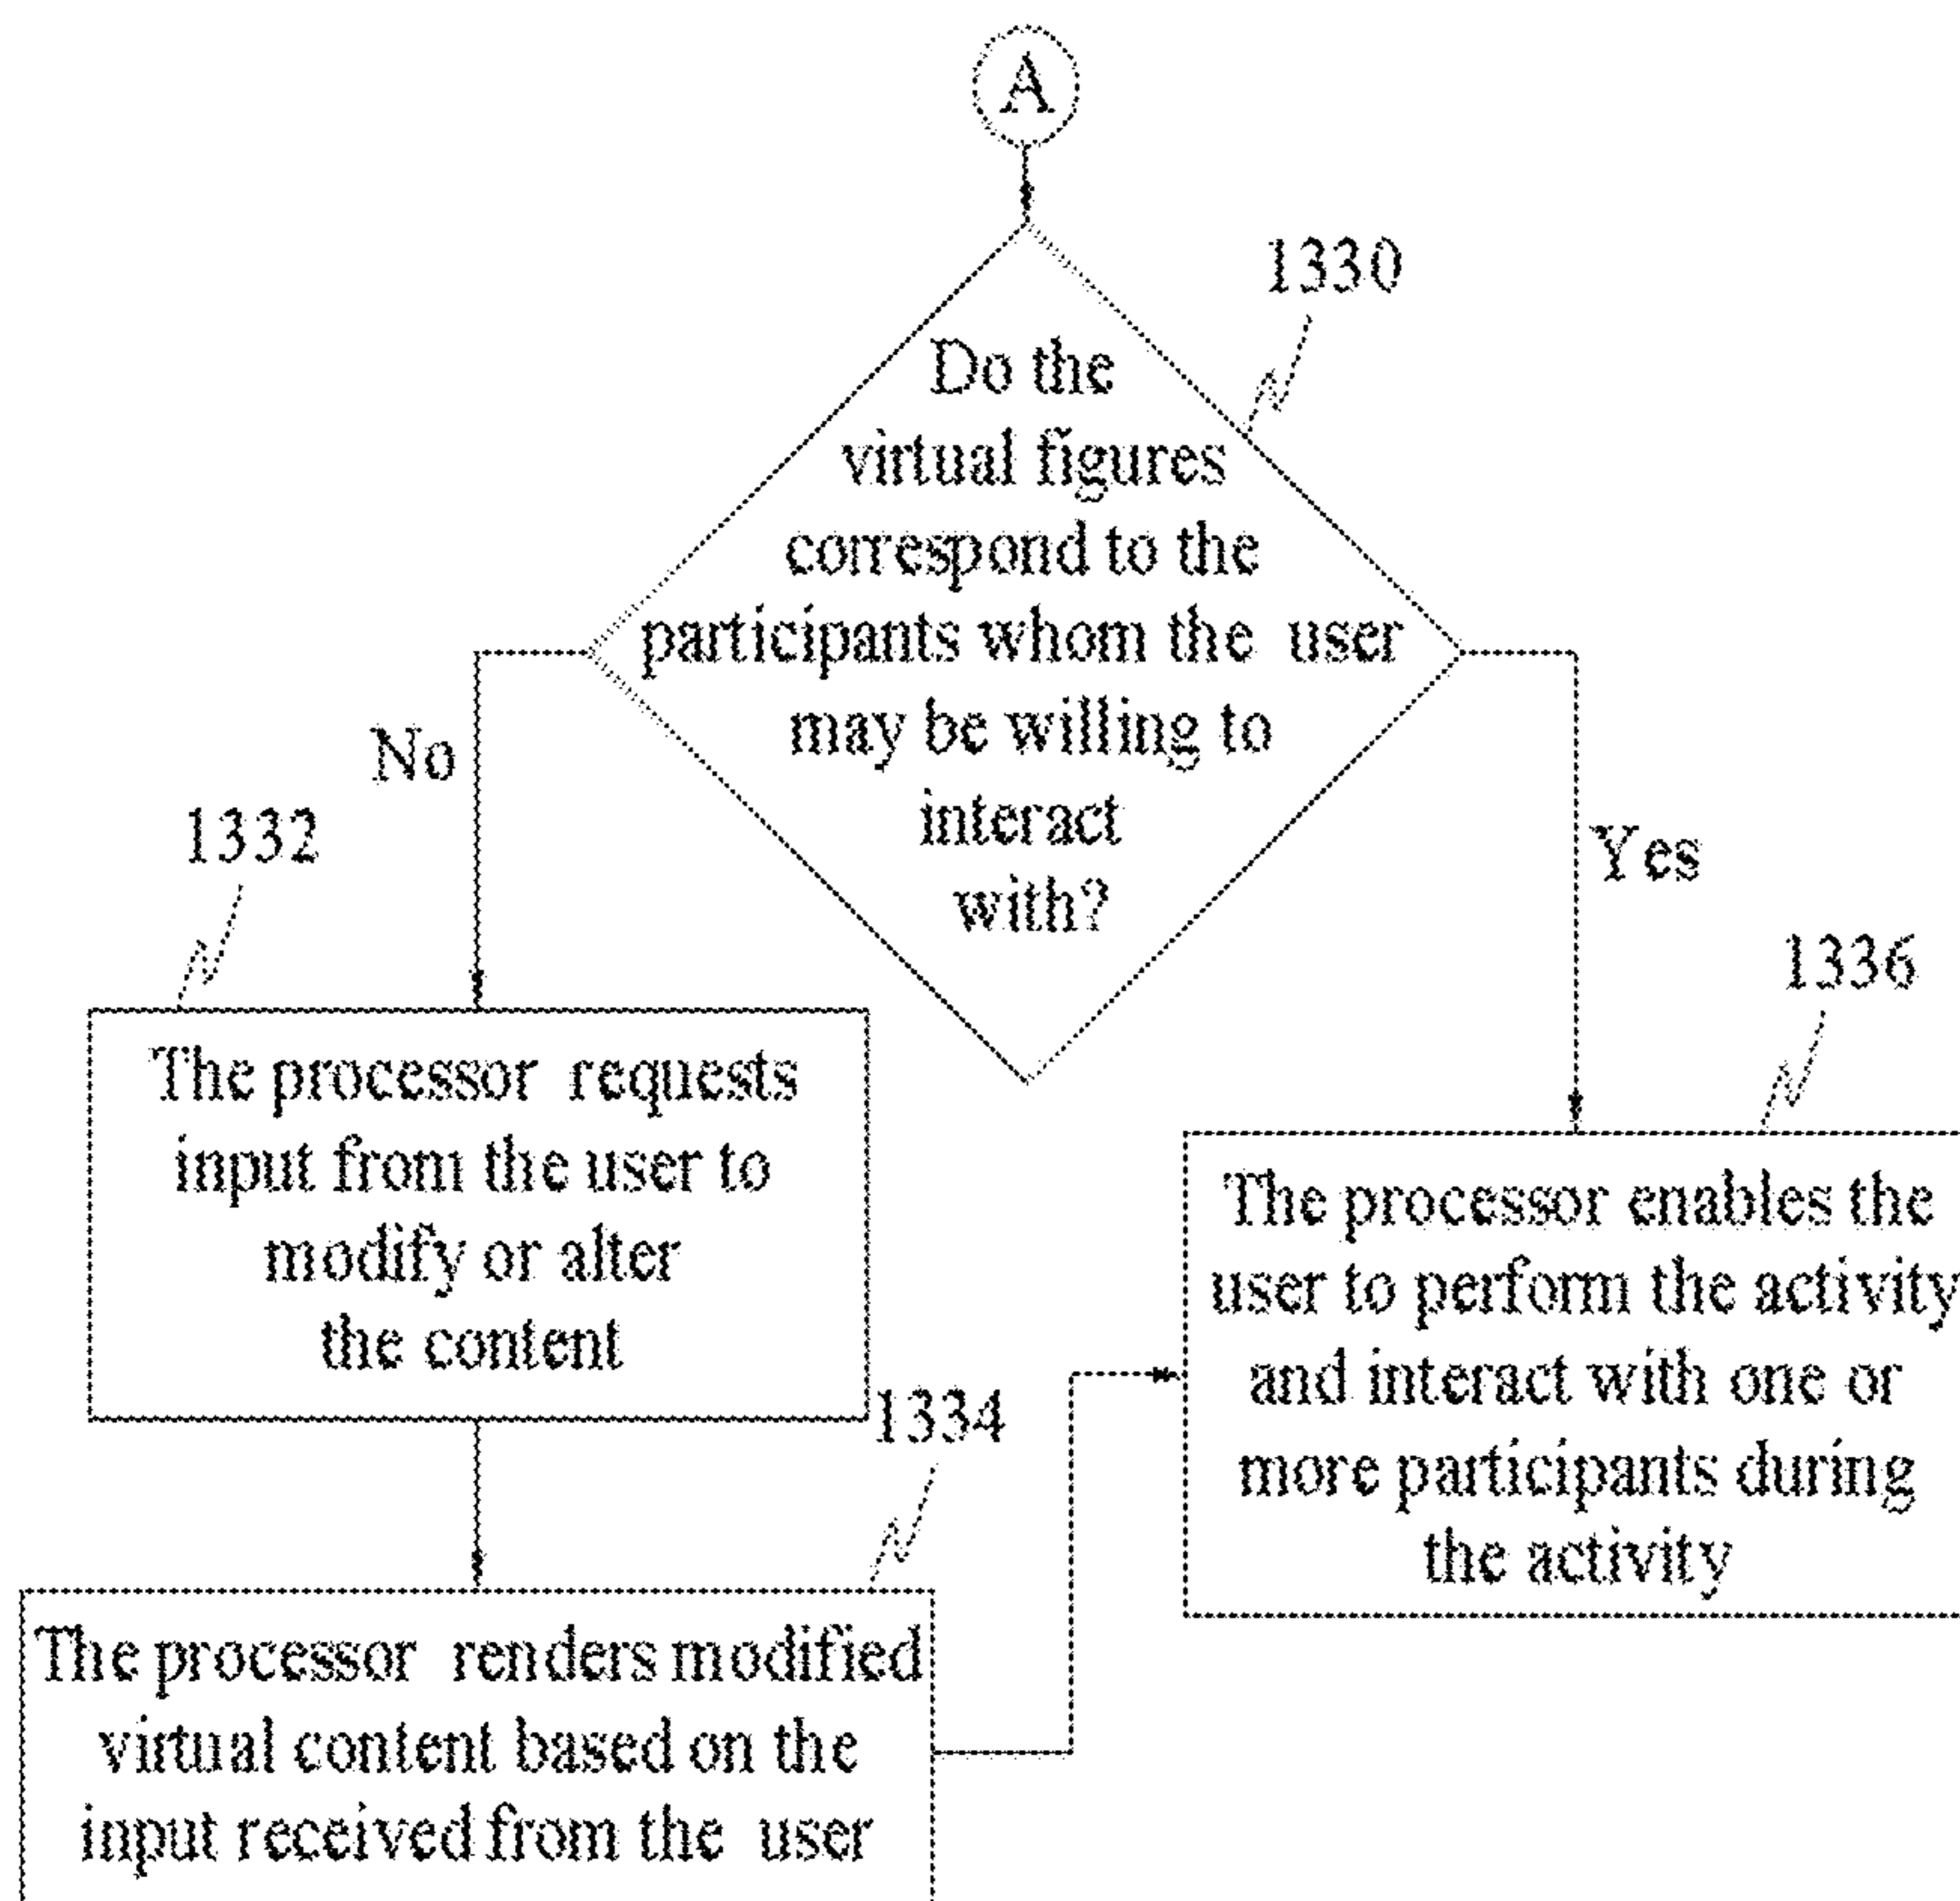 A
1330
Do the
virtual figures
correspond to the
participants whom the user
may be willing to
interact
with?
No
Yes
1332
The processor requests
input from the user to
modify or alter
the content
1336
The processor enables the
user to perform the activity
and interact with one or
more participants during
the activity
1334
The processor renders modified
virtual content based on the
input received from the user